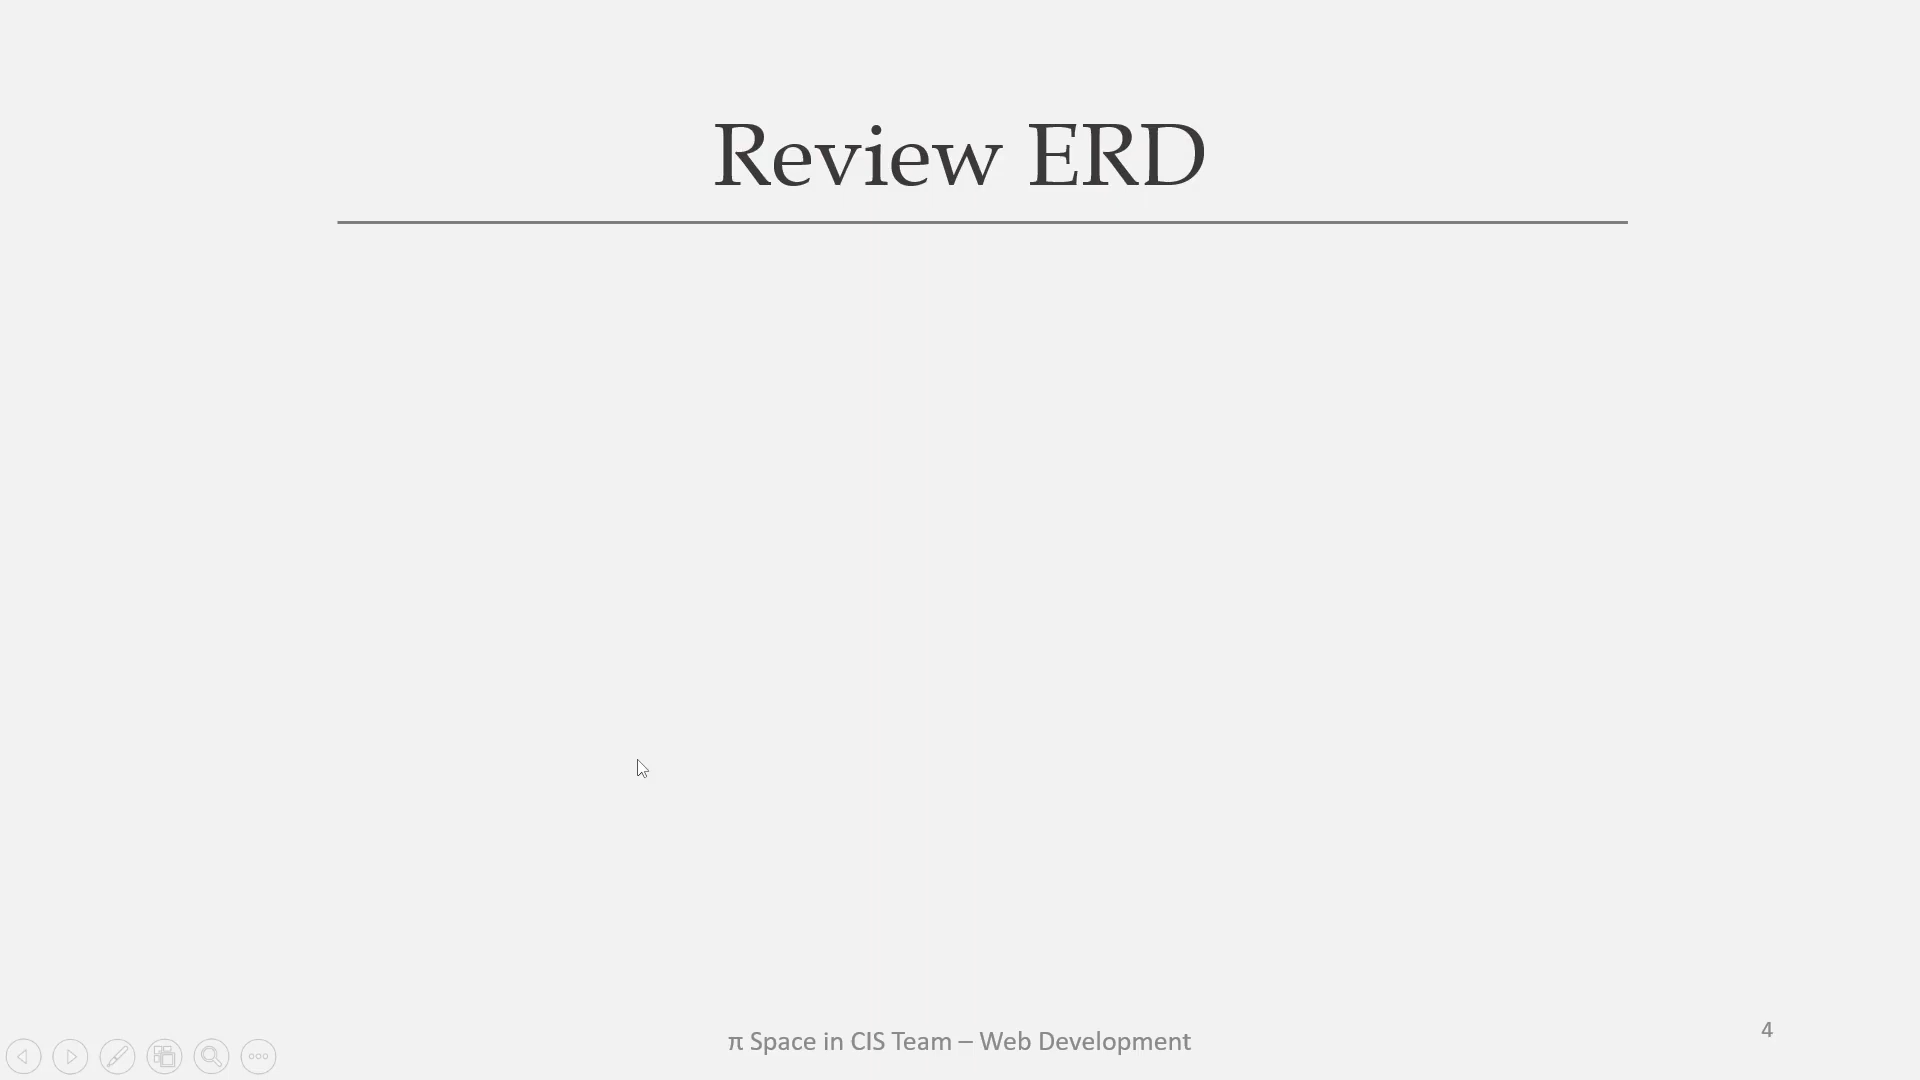 Review ERD
π Space in CIS Team – Web Development
4